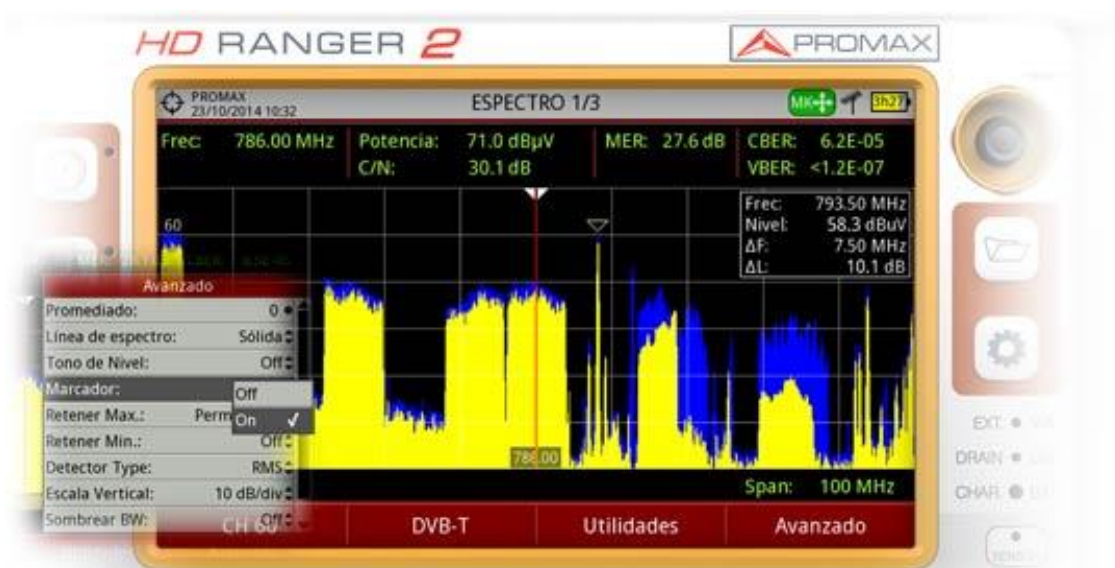 HD RANGER 2
PROMAX
PROMAX
23/10/2014 10:32
ESPECTRO 1/3
MK
3h27
Frec: 786.00 MHz
Potencia: 71.0 dBµV
C/N: 30.1 dB
MER: 27.6 dB
CBER: 6.2E-05
VBER: <1.2E-07
60
Frec: 793.50 MHz
Nivel: 58.3 dBuV
ΔF: 7.50 MHz
ΔL: 10.1 dB
786.00
Span: 100 MHz
Avanzado
Promediado: 0
Línea de espectro: Sólida
Tono de Nivel: Off
Marcador:
Off
On
Retener Max.: Perm
Retener Min.: Off
Detector Type: RMS
Escala Vertical: 10 dB/div
Sombrear BW: Off
CH 60
DVB-T
Utilidades
Avanzado
EXT.
DRAIN
CHAR.